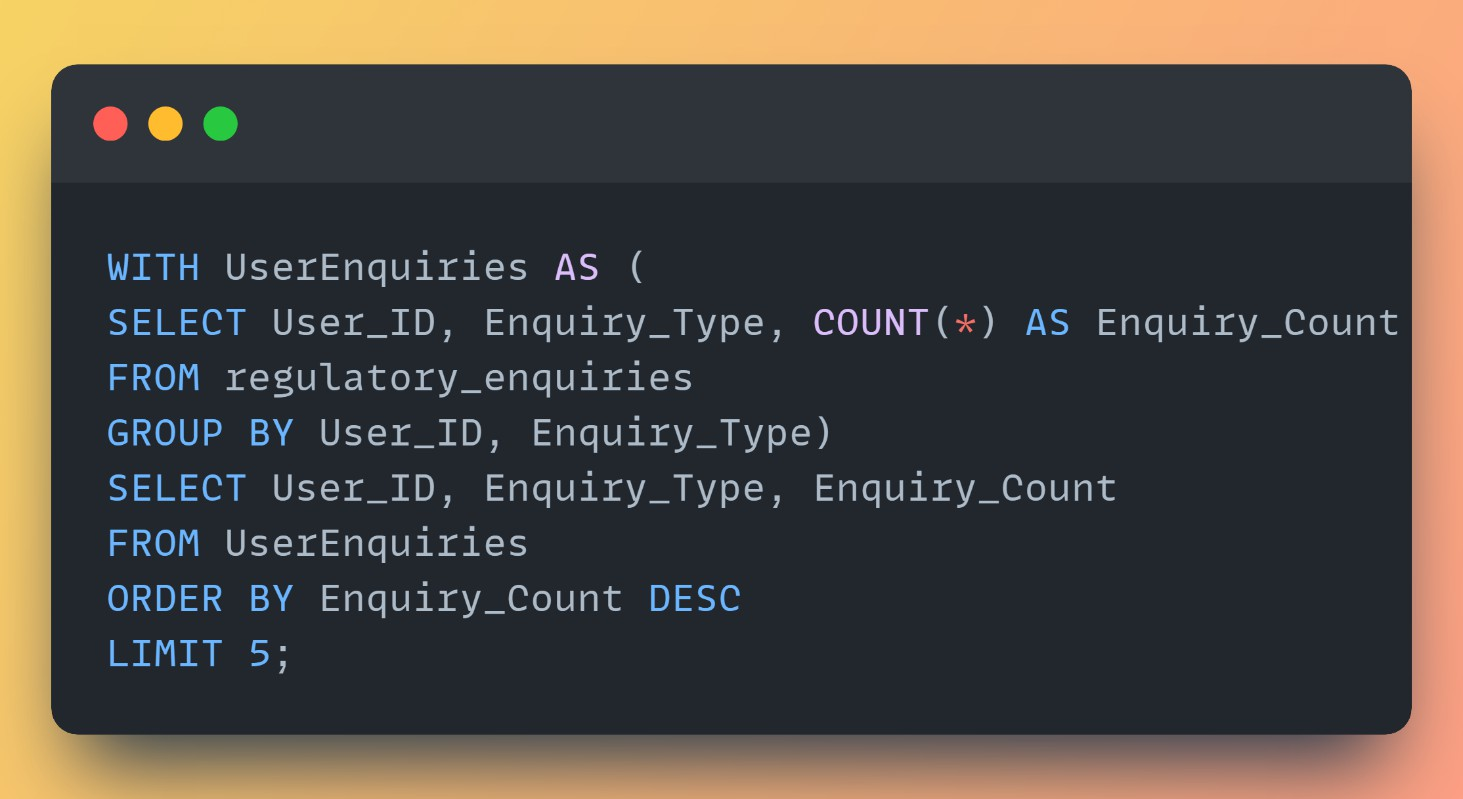 WITH UserEnquiries AS (
SELECT User_ID, Enquiry_Type, COUNT(*) AS Enquiry_Count
FROM regulatory_enquiries
GROUP BY User_ID, Enquiry_Type)
SELECT User_ID, Enquiry_Type, Enquiry_Count
FROM UserEnquiries
ORDER BY Enquiry_Count DESC
LIMIT 5;